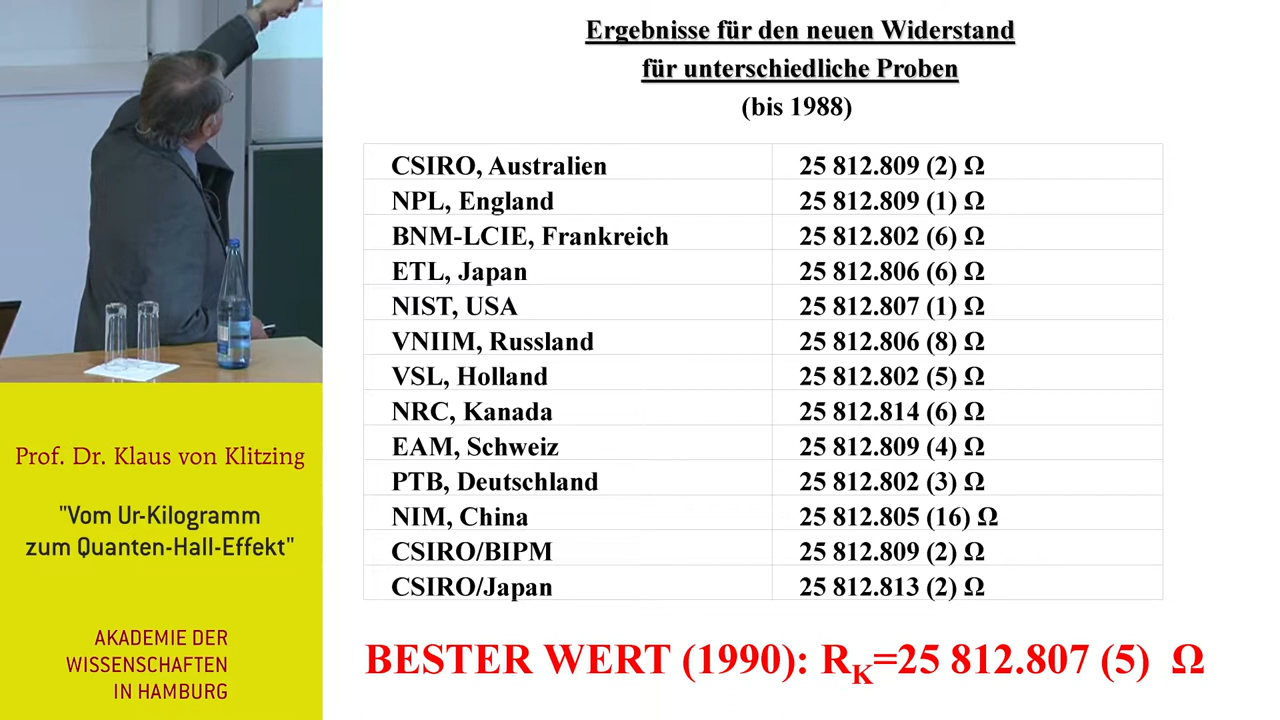 Ergebnisse für den neuen Widerstand
für unterschiedliche Proben
(bis 1988)
CSIRO, Australien 25 812.809 (2) Ω
NPL, England 25 812.809 (1) Ω
BNM-LCIE, Frankreich 25 812.802 (6) Ω
ETL, Japan 25 812.806 (6) Ω
NIST, USA 25 812.807 (1) Ω
VNIIM, Russland 25 812.806 (8) Ω
VSL, Holland 25 812.802 (5) Ω
NRC, Kanada 25 812.814 (6) Ω
EAM, Schweiz 25 812.809 (4) Ω
PTB, Deutschland 25 812.802 (3) Ω
NIM, China 25 812.805 (16) Ω
CSIRO/BIPM 25 812.809 (2) Ω
CSIRO/Japan 25 812.813 (2) Ω
BESTER WERT (1990): RK=25 812.807 (5) Ω
Prof. Dr. Klaus von Klitzing
"Vom Ur-Kilogramm
zum Quanten-Hall-Effekt"
AKADEMIE DER
WISSENSCHAFTEN
IN HAMBURG